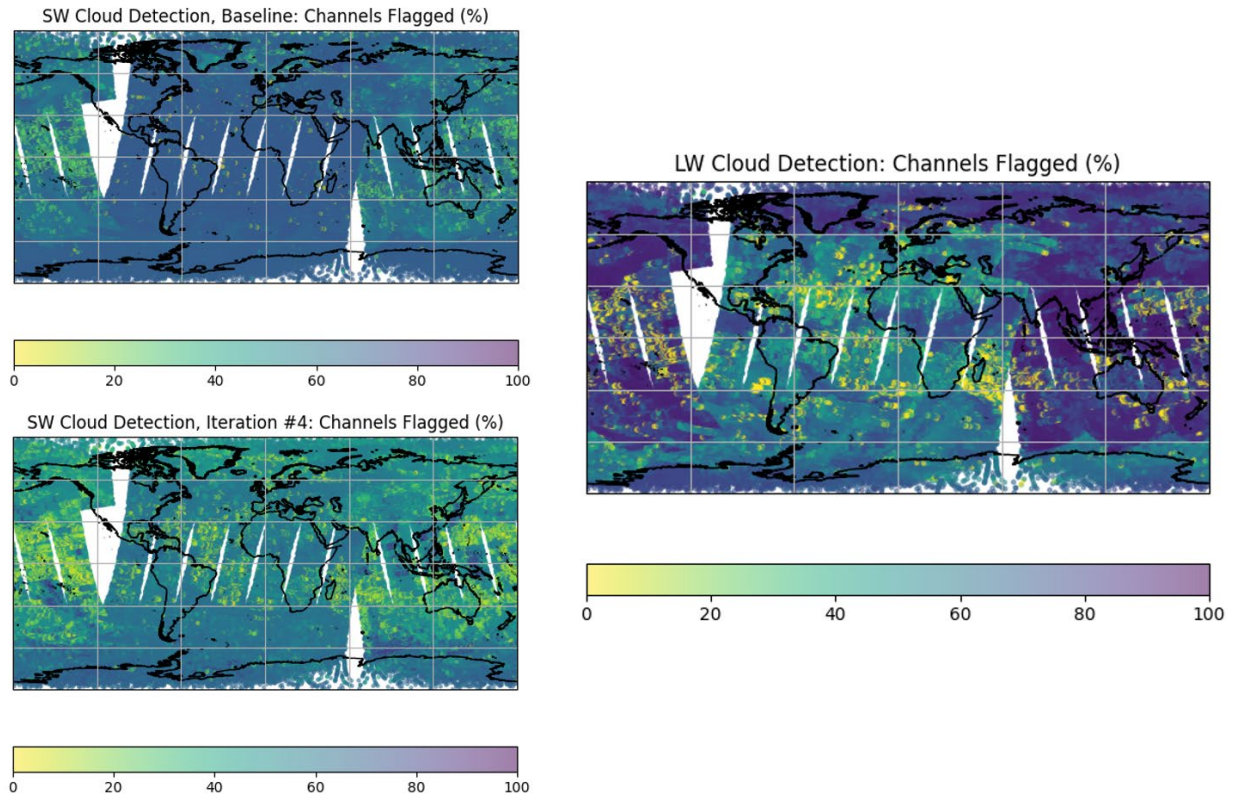 SW Cloud Detection, Baseline: Channels Flagged (%)
0 20 40 60 80 100
SW Cloud Detection, Iteration #4: Channels Flagged (%)
0 20 40 60 80 100
LW Cloud Detection: Channels Flagged (%)
0 20 40 60 80 100